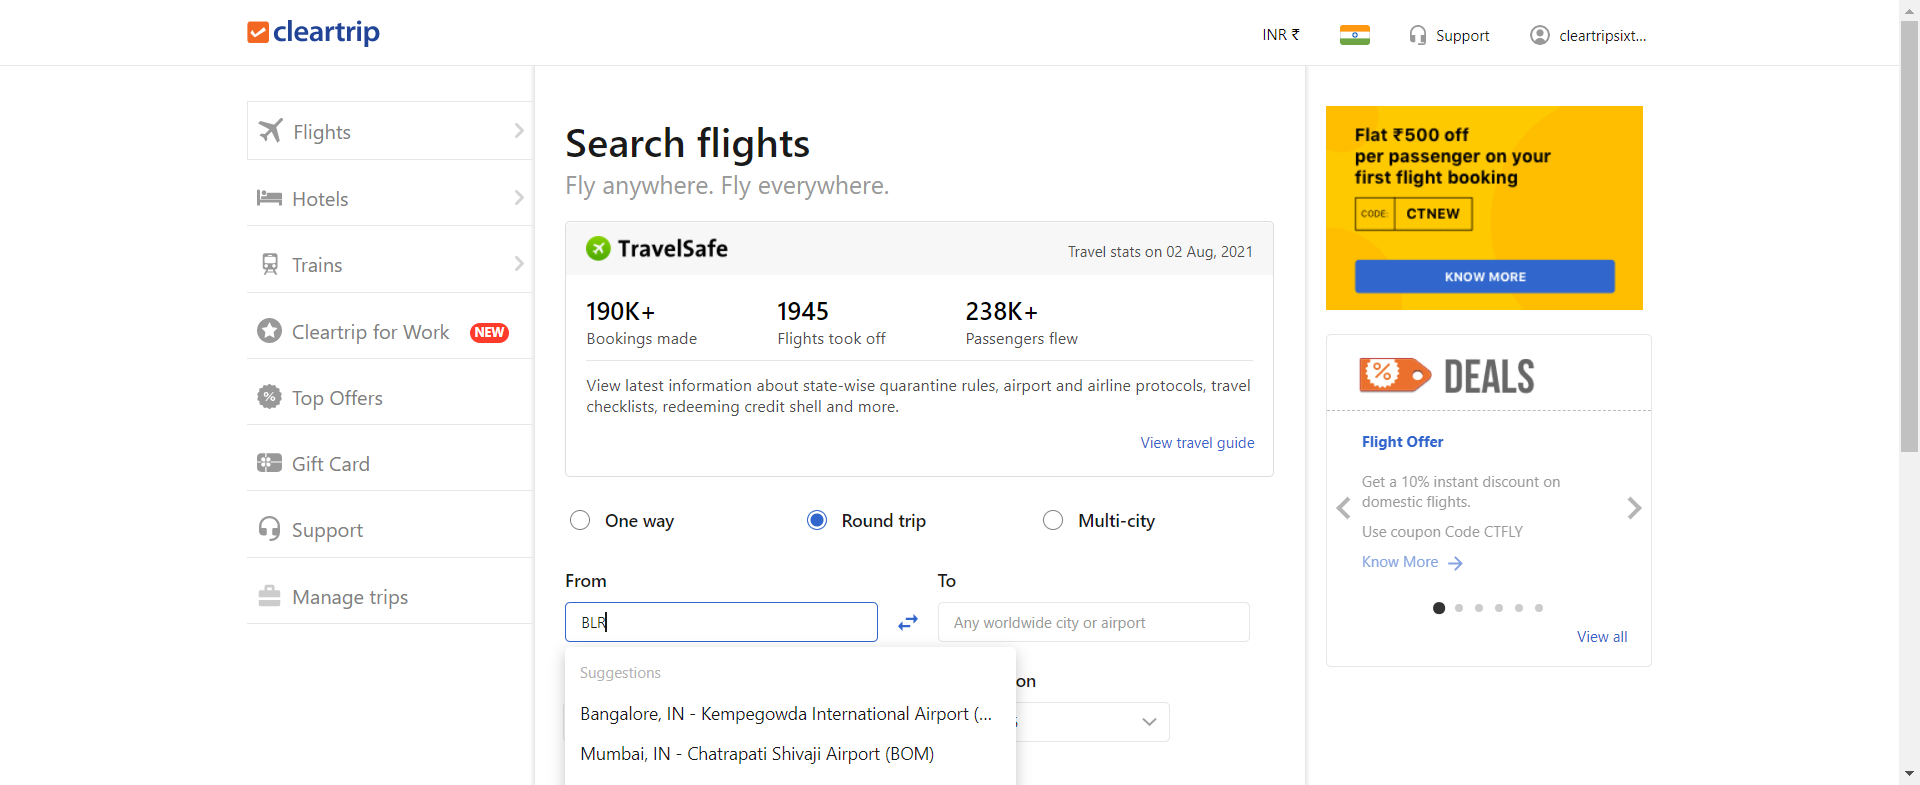 cleartrip
INR ₹
Support
cleartripsixt...
Flights
Hotels
Trains
Cleartrip for Work NEW
Top Offers
Gift Card
Support
Manage trips
Search flights
Fly anywhere. Fly everywhere.
TravelSafe
Travel stats on 02 Aug, 2021
190K+
Bookings made
1945
Flights took off
238K+
Passengers flew
View latest information about state-wise quarantine rules, airport and airline protocols, travel
checklists, redeeming credit shell and more.
View travel guide
One way
Round trip
Multi-city
From
BLR
To
Any worldwide city or airport
Suggestions
Bangalore, IN - Kempegowda International Airport (...
Mumbai, IN - Chatrapati Shivaji Airport (BOM)
on
Flat ₹500 off
per passenger on your
first flight booking
CODE: CTNEW
KNOW MORE
DEALS
Flight Offer
Get a 10% instant discount on
domestic flights.
Use coupon Code CTFLY
Know More
View all